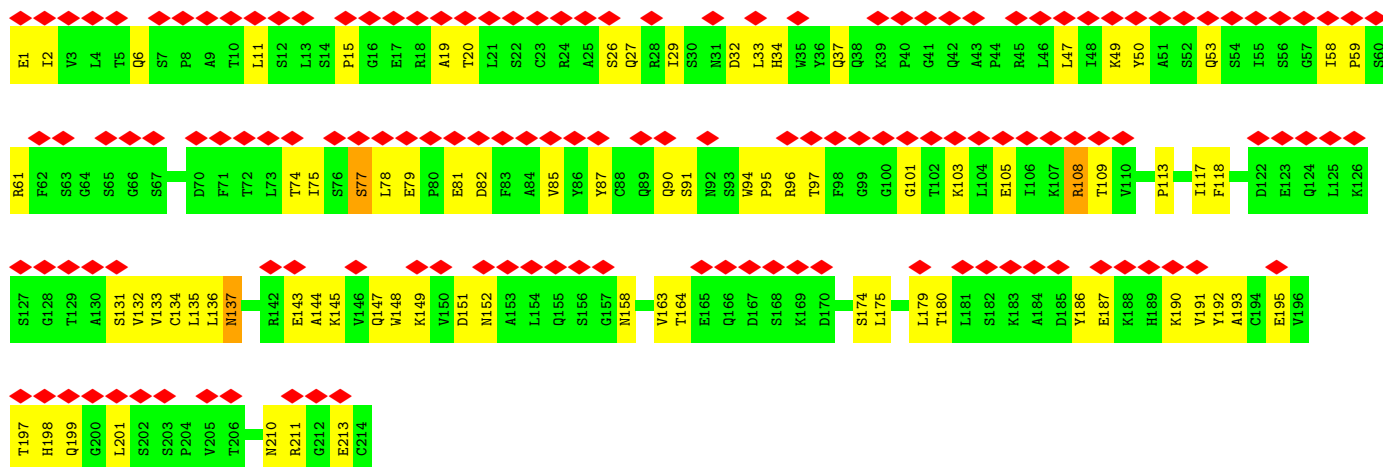 E1 I2 V3 L4 T5 Q6 S7 P8 A9 T10 L11 S12 L13 S14 P15 G16 E17 R18 A19 T20 L21 S22 C23 R24 A25 S26 Q27 R28 I29 S30 N31 D32 L33 H34 W35 Y36 Q37 Q38 K39 P40 G41 Q42 A43 P44 R45 L46 L47 I48 K49 Y50 A51 S52 Q53 S54 I55 S56 G57 I58 P59 S60
R61 F62 S63 G64 S65 G66 S67 D70 F71 T72 L73 T74 I75 S76 S77 L78 E79 P80 E81 D82 F83 A84 V85 Y86 Y87 C88 Q89 Q90 S91 N92 S93 W94 P95 R96 T97 F98 G99 G100 G101 T102 K103 L104 E105 I106 K107 R108 T109 V110 P113 I117 F118 D122 E123 Q124 L125 K126
S127 G128 T129 A130 S131 V132 V133 C134 L135 L136 N137 R142 E143 A144 K145 V146 Q147 W148 K149 V150 D151 N152 A153 L154 Q155 S156 G157 N158 V163 T164 E165 Q166 D167 S168 K169 D170 S174 L175 L179 T180 L181 S182 K183 A184 D185 Y186 E187 K188 H189 K190 V191 Y192 A193 C194 E195 V196
T197 H198 Q199 G200 L201 S202 S203 P204 V205 T206 N210 R211 G212 E213 C214